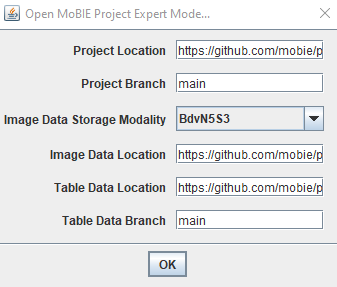 Open MoBIE Project Expert Mode...
Project Location https://github.com/mobie/p
Project Branch main
Image Data Storage Modality BdvN5S3
Image Data Location https://github.com/mobie/p
Table Data Location https://github.com/mobie/p
Table Data Branch main
OK